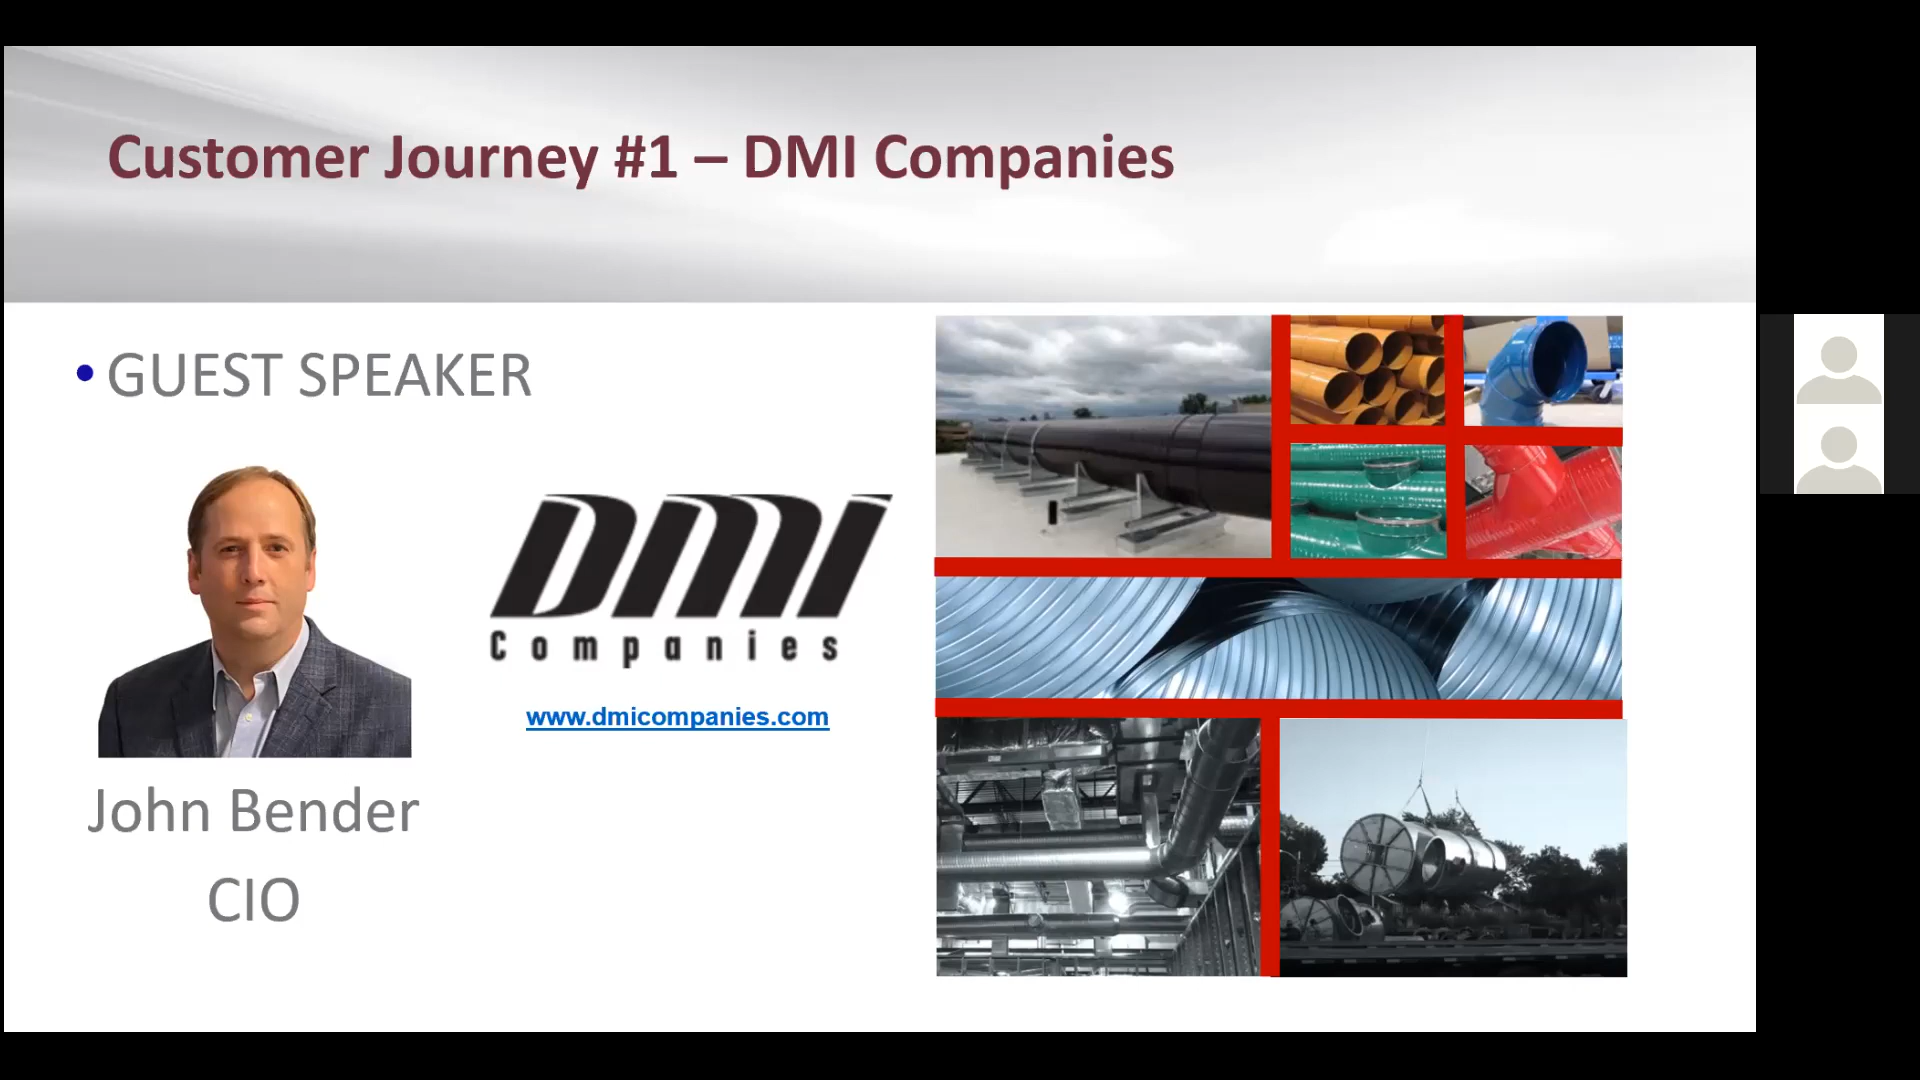 Customer Journey #1 – DMI Companies
• GUEST SPEAKER
DMI
Companies
www.dmicompanies.com
John Bender
CIO